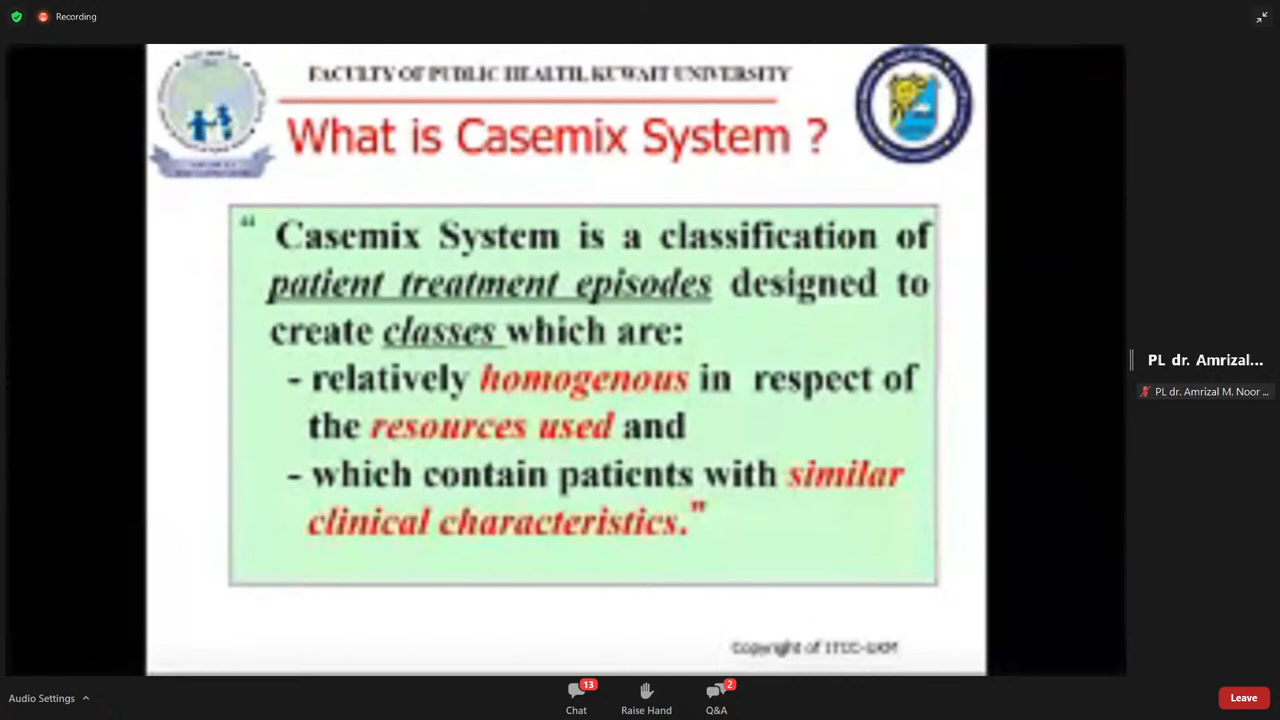 Recording
FACULTY OF PUBLIC HEALTH, KUWAIT UNIVERSITY
What is Casemix System ?
" Casemix System is a classification of
patient treatment episodes designed to
create classes which are:
- relatively homogenous in respect of
the resources used and
- which contain patients with similar
clinical characteristics."
Copyright of ITCC-UKM
PL dr. Amrizal...
PL dr. Amrizal M. Noor ...
Audio Settings
13
Chat
Raise Hand
2
Q&A
Leave